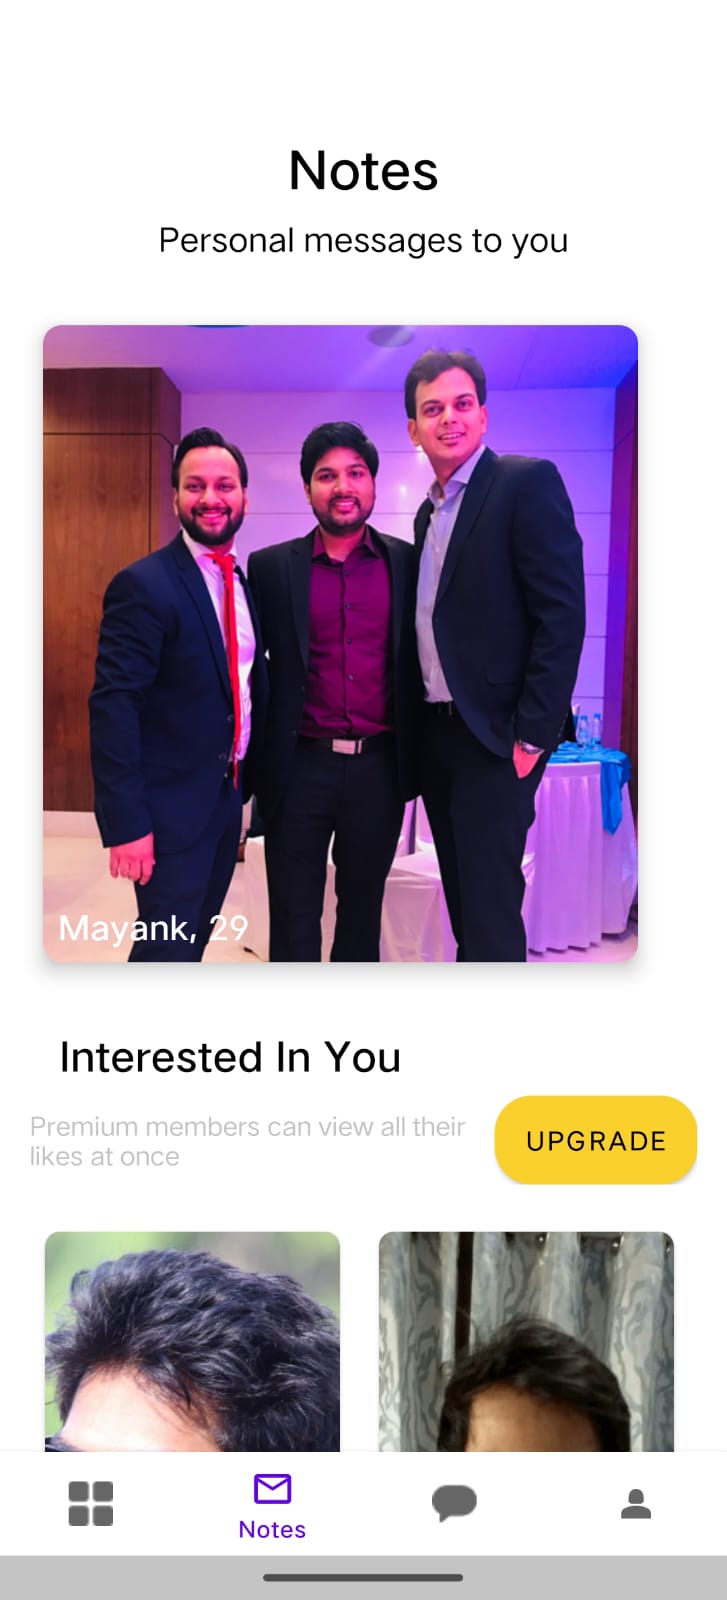 Notes
Personal messages to you
Mayank, 29
Interested In You
Premium members can view all their
likes at once
UPGRADE
Notes